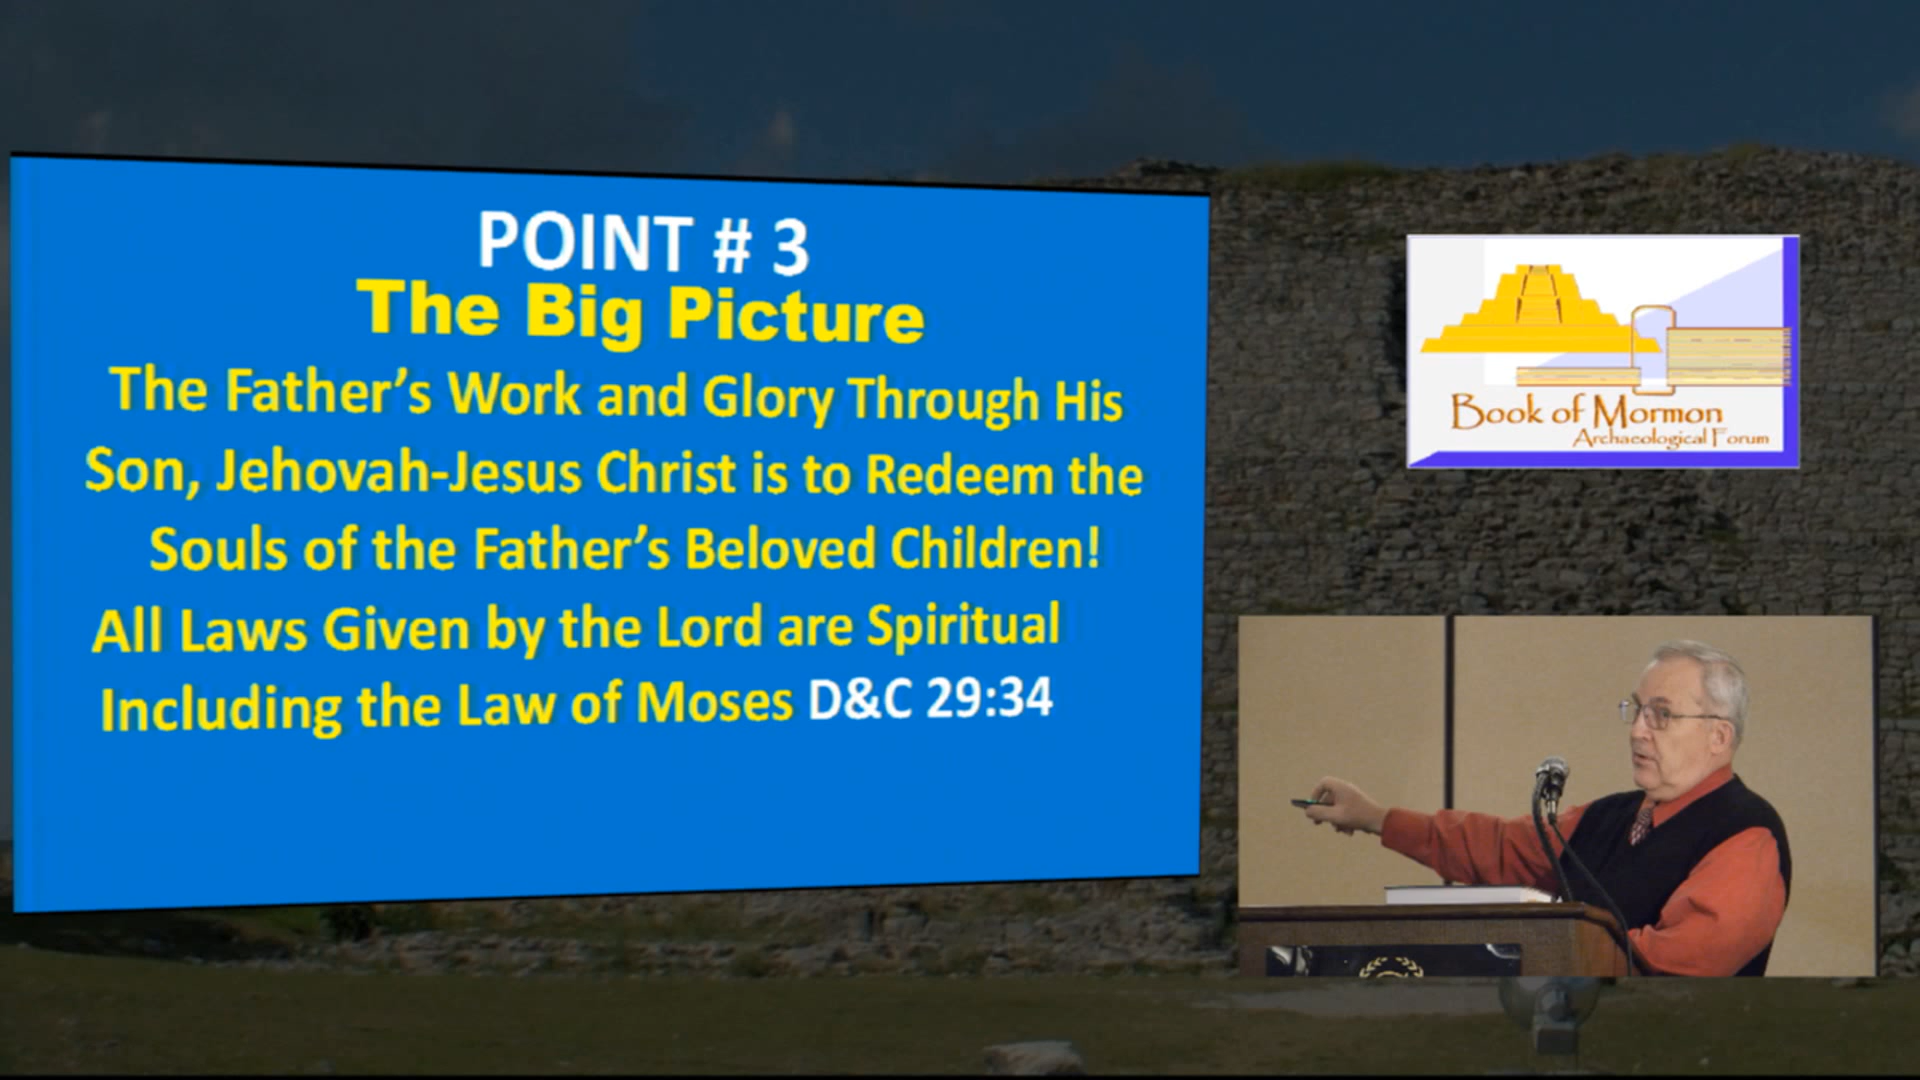 POINT # 3
The Big Picture
The Father's Work and Glory Through His
Son, Jehovah-Jesus Christ is to Redeem the
Souls of the Father's Beloved Children!
All Laws Given by the Lord are Spiritual
Including the Law of Moses D&C 29:34
Book of Mormon
Archaeological Forum